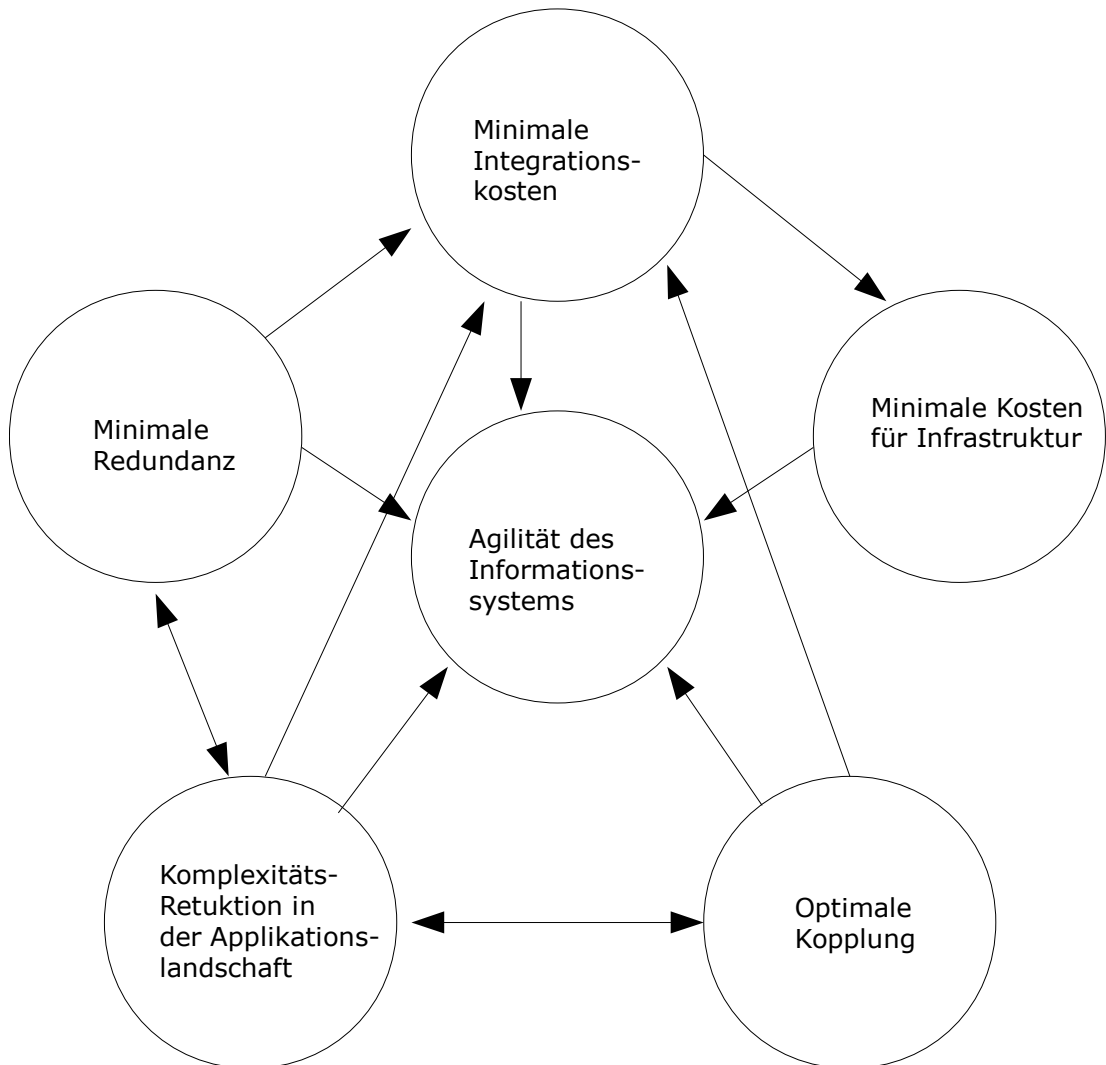 Minimale
Integrations-
kosten
Minimale
Redundanz
Minimale Kosten
für Infrastruktur
Agilität des
Informations-
systems
Komplexitäts-
Retuktion in
der Applikations-
landschaft
Optimale
Kopplung